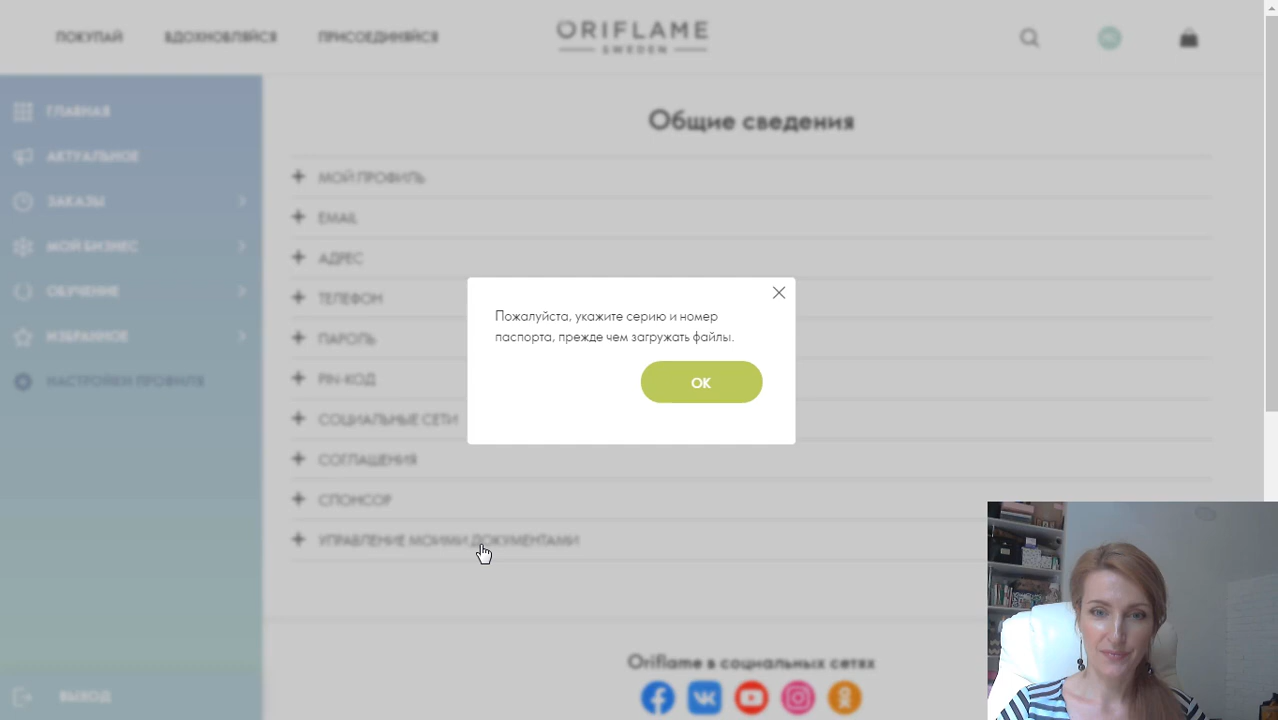 ПОКУПАЙ
ВДОХНОВЛЯЙСЯ
ПРИСОЕДИНЯЙСЯ
ORIFLAME
SWEDEN
ГЛАВНАЯ
АКТУАЛЬНОЕ
ЗАКАЗЫ
МОЙ БИЗНЕС
ОБУЧЕНИЕ
ИЗБРАННОЕ
НАСТРОЙКИ ПРОФИЛЯ
ВЫХОД
Общие сведения
МОЙ ПРОФИЛЬ
EMAIL
АДРЕС
ТЕЛЕФОН
ПАРОЛЬ
PIN-КОД
СОЦИАЛЬНЫЕ СЕТИ
СОГЛАШЕНИЯ
СПОНСОР
УПРАВЛЕНИЕ МОИМИ ДОКУМЕНТАМИ
Пожалуйста, укажите серию и номер
паспорта, прежде чем загружать файлы.
OK
Oriflame в социальных сетях